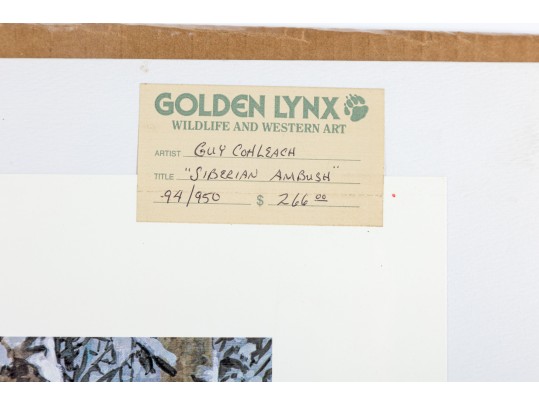 GOLDEN LYNX
WILDLIFE AND WESTERN ART
ARTIST GUY COHLEACH
TITLE "SIBERIAN AMBUSH"
94/950 $ 266.00